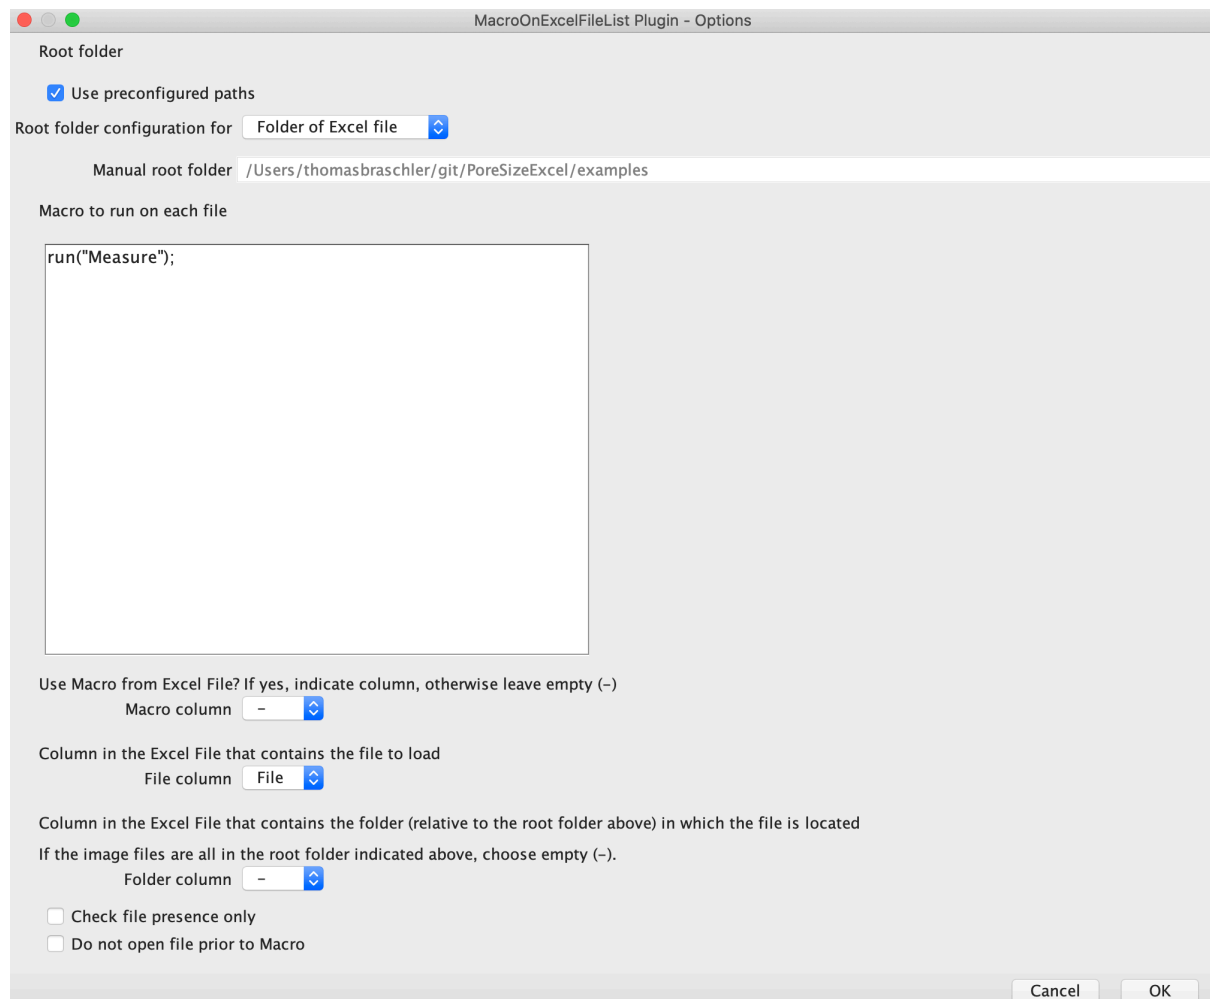 MacroOnExcelFileList Plugin - Options
Root folder
Use preconfigured paths
Root folder configuration for Folder of Excel file
Manual root folder /Users/thomasbraschler/git/PoreSizeExcel/examples
Macro to run on each file
run("Measure");
Use Macro from Excel File? If yes, indicate column, otherwise leave empty (-)
Macro column -
Column in the Excel File that contains the file to load
File column File
Column in the Excel File that contains the folder (relative to the root folder above) in which the file is located
If the image files are all in the root folder indicated above, choose empty (-).
Folder column -
Check file presence only
Do not open file prior to Macro
Cancel OK